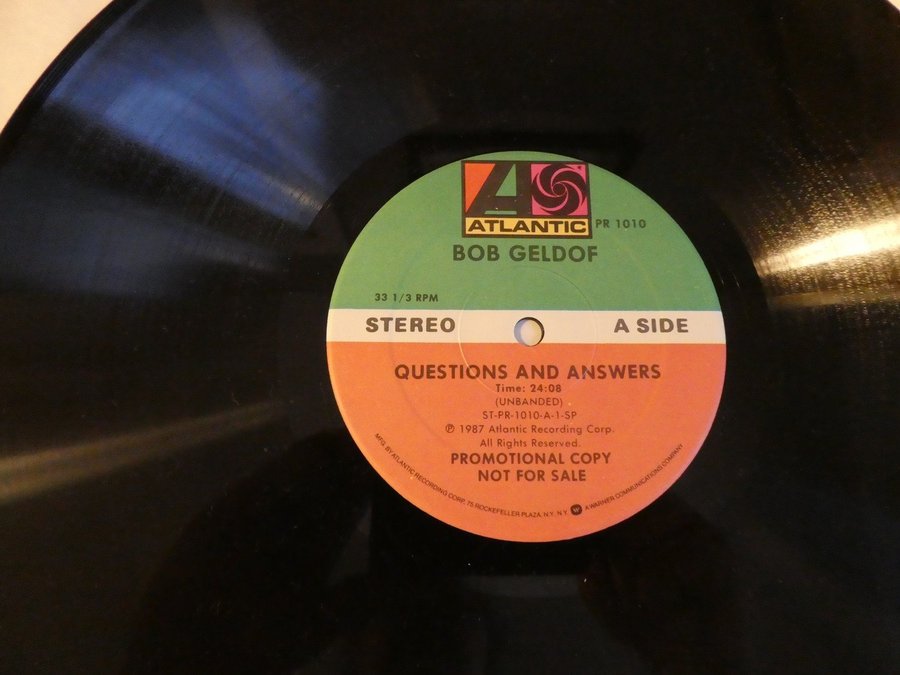 ATLANTIC
PR 1010
BOB GELDOF
33 1/3 RPM
STEREO
A SIDE
QUESTIONS AND ANSWERS
Time: 24:08
(UNBANDED)
ST-PR-1010-A-1-SP
℗ 1987 Atlantic Recording Corp.
All Rights Reserved.
PROMOTIONAL COPY
NOT FOR SALE
MFG. BY ATLANTIC RECORDING CORP., 75 ROCKEFELLER PLAZA, N.Y. N.Y. W A WARNER COMMUNICATIONS COMPANY